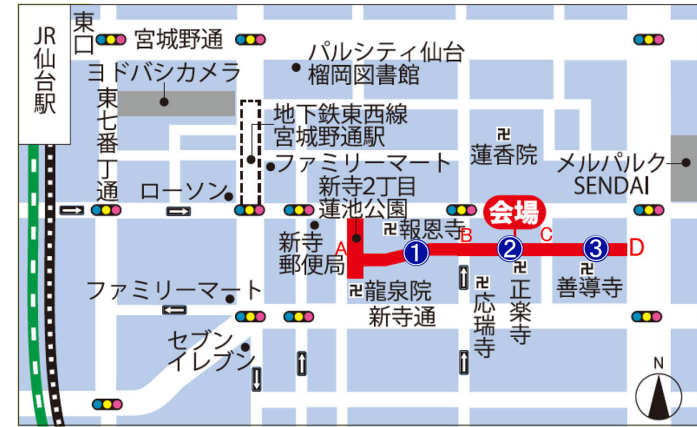 JR仙台駅
東口
宮城野通
ヨドバシカメラ
パルシティ仙台
榴岡図書館
東七番丁通
地下鉄東西線
宮城野通駅
ファミリーマート
新寺2丁目
蓮池公園
蓮香院
メルパルク
SENDAI
ローソン
会場
新寺
郵便局
報恩寺
A
B
C
D
1
2
3
ファミリーマート
龍泉院
新寺通
応瑞寺
正楽寺
善導寺
セブン
イレブン
N